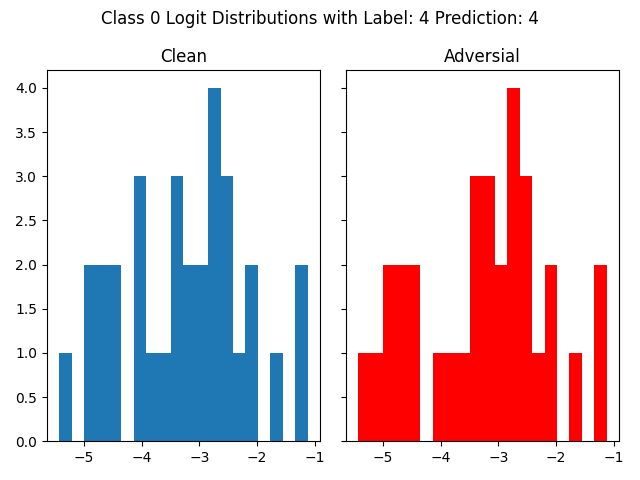 Class 0 Logit Distributions with Label: 4 Prediction: 4
Clean
Adversial
4.0
3.5
3.0
2.5
2.0
1.5
1.0
0.5
0.0
−5 −4 −3 −2 −1
−5 −4 −3 −2 −1